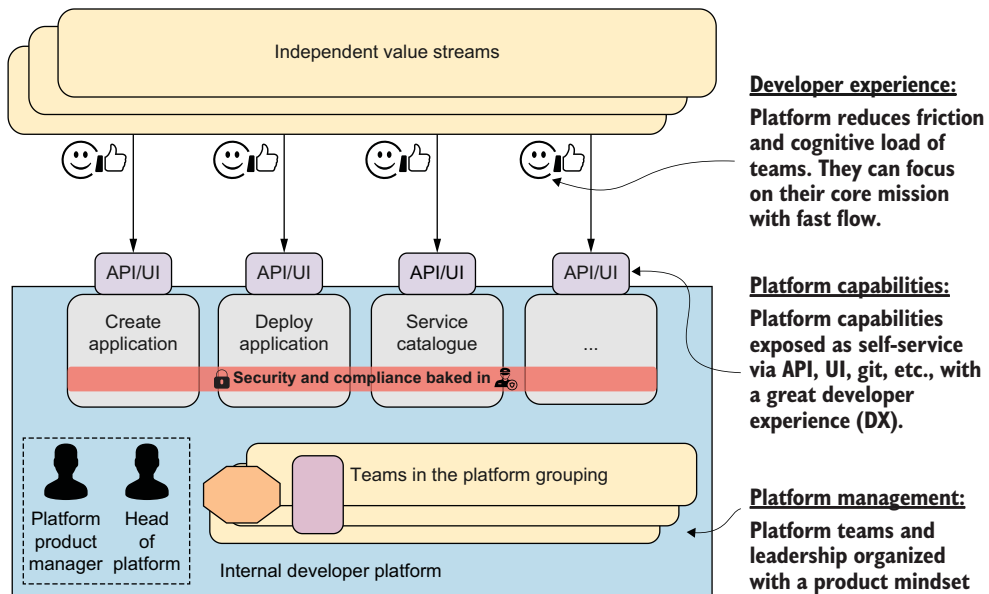 Independent value streams
Developer experience:
Platform reduces friction
and cognitive load of
teams. They can focus
on their core mission
with fast flow.
API/UI
API/UI
API/UI
API/UI
Create
application
Deploy
application
Service
catalogue
...
Security and compliance baked in
Platform capabilities:
Platform capabilities
exposed as self-service
via API, UI, git, etc., with
a great developer
experience (DX).
Platform
product
manager
Head
of
platform
Teams in the platform grouping
Internal developer platform
Platform management:
Platform teams and
leadership organized
with a product mindset